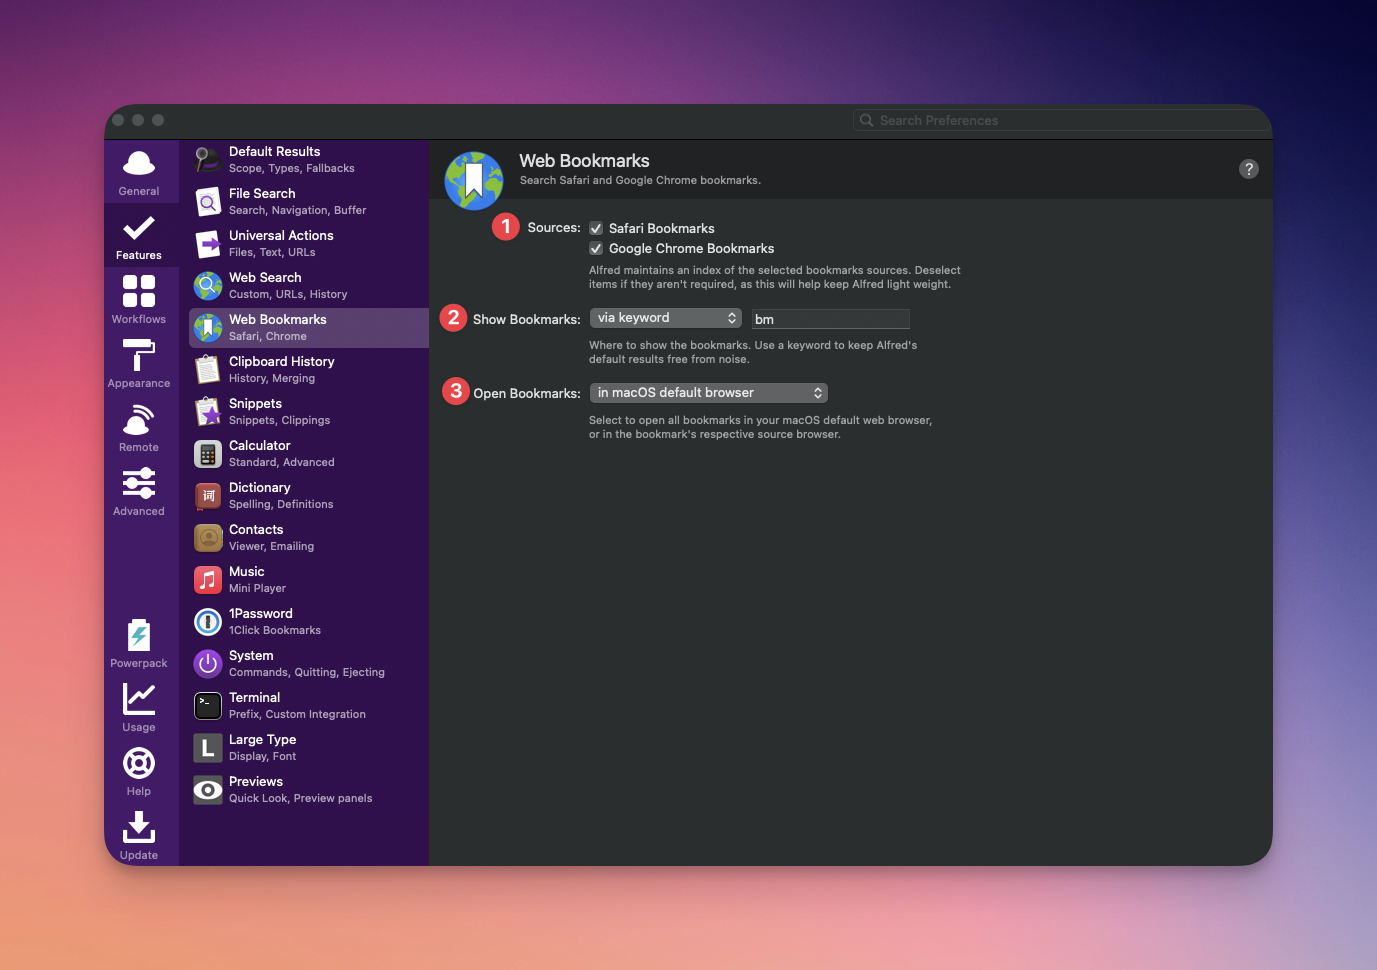 Search Preferences
General
Features
Workflows
Appearance
Remote
Advanced
Powerpack
Usage
Help
Update
Default Results
Scope, Types, Fallbacks
File Search
Search, Navigation, Buffer
Universal Actions
Files, Text, URLs
Web Search
Custom, URLs, History
Web Bookmarks
Safari, Chrome
Clipboard History
History, Merging
Snippets
Snippets, Clippings
Calculator
Standard, Advanced
词
Dictionary
Spelling, Definitions
Contacts
Viewer, Emailing
Music
Mini Player
1Password
1Click Bookmarks
System
Commands, Quitting, Ejecting
>_
Terminal
Prefix, Custom Integration
L
Large Type
Display, Font
Previews
Quick Look, Preview panels
Web Bookmarks
Search Safari and Google Chrome bookmarks.
?
1 Sources: Safari Bookmarks
Google Chrome Bookmarks
Alfred maintains an index of the selected bookmarks sources. Deselect
items if they aren't required, as this will help keep Alfred light weight.
2 Show Bookmarks: via keyword bm
Where to show the bookmarks. Use a keyword to keep Alfred's
default results free from noise.
3 Open Bookmarks: in macOS default browser
Select to open all bookmarks in your macOS default web browser,
or in the bookmark's respective source browser.